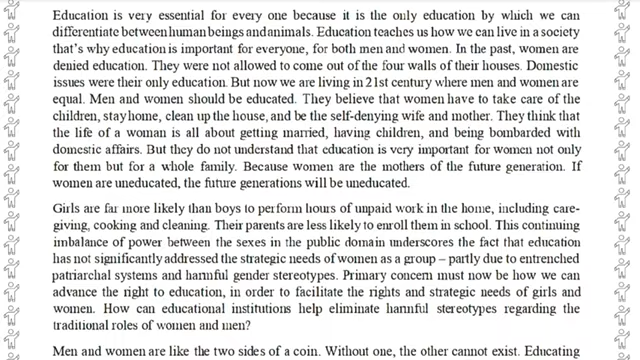 Education is very essential for every one because it is the only education by which we can
differentiate between human beings and animals. Education teaches us how we can live in a society
that's why education is important for everyone, for both men and women. In the past, women are
denied education. They were not allowed to come out of the four walls of their houses. Domestic
issues were their only education. But now we are living in 21st century where men and women are
equal. Men and women should be educated. They believe that women have to take care of the
children, stay home, clean up the house, and be the self-denying wife and mother. They think that
the life of a woman is all about getting married, having children, and being bombarded with
domestic affairs. But they do not understand that education is very important for women not only
for them but for a whole family. Because women are the mothers of the future generation. If
women are uneducated, the future generations will be uneducated.
Girls are far more likely than boys to perform hours of unpaid work in the home, including care-
giving, cooking and cleaning. Their parents are less likely to enroll them in school. This continuing
imbalance of power between the sexes in the public domain underscores the fact that education
has not significantly addressed the strategic needs of women as a group – partly due to entrenched
patriarchal systems and harmful gender stereotypes. Primary concern must now be how we can
advance the right to education, in order to facilitate the rights and strategic needs of girls and
women. How can educational institutions help eliminate harmful stereotypes regarding the
traditional roles of women and men?
Men and women are like the two sides of a coin. Without one, the other cannot exist. Educating